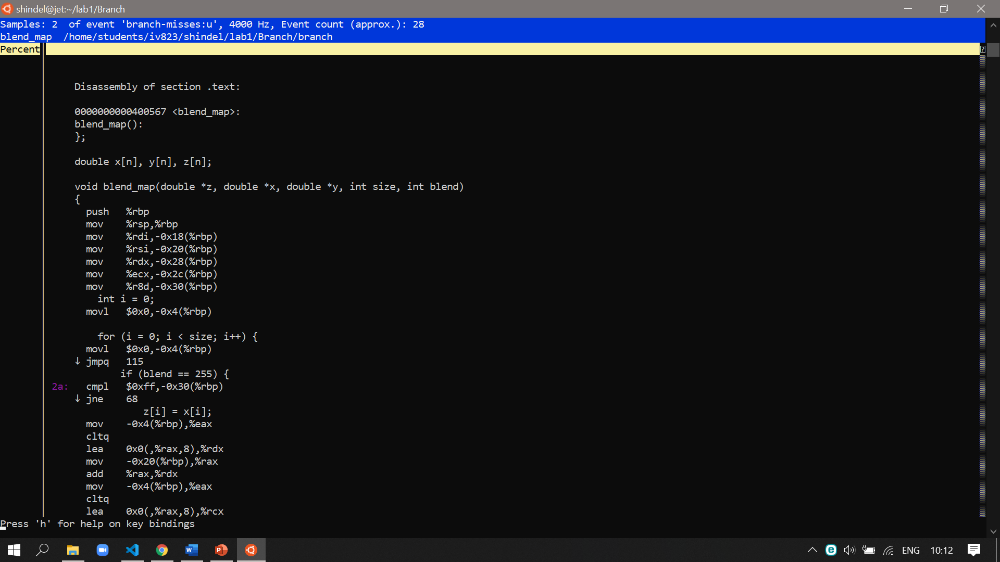 shindel@jet:~/lab1/Branch
Samples: 2  of event 'branch-misses:u', 4000 Hz, Event count (approx.): 28
blend_map  /home/students/iv823/shindel/lab1/Branch/branch
Percent
Disassembly of section .text:
0000000000400567 <blend_map>:
blend_map():
};
double x[n], y[n], z[n];
void blend_map(double *z, double *x, double *y, int size, int blend)
{
push   %rbp
mov    %rsp,%rbp
mov    %rdi,-0x18(%rbp)
mov    %rsi,-0x20(%rbp)
mov    %rdx,-0x28(%rbp)
mov    %ecx,-0x2c(%rbp)
mov    %r8d,-0x30(%rbp)
int i = 0;
movl   $0x0,-0x4(%rbp)
for (i = 0; i < size; i++) {
movl   $0x0,-0x4(%rbp)
↓ jmpq   115
if (blend == 255) {
2a:   cmpl   $0xff,-0x30(%rbp)
↓ jne    68
z[i] = x[i];
mov    -0x4(%rbp),%eax
cltq
lea    0x0(,%rax,8),%rdx
mov    -0x20(%rbp),%rax
add    %rax,%rdx
mov    -0x4(%rbp),%eax
cltq
lea    0x0(,%rax,8),%rcx
Press 'h' for help on key bindings
ENG
10:12